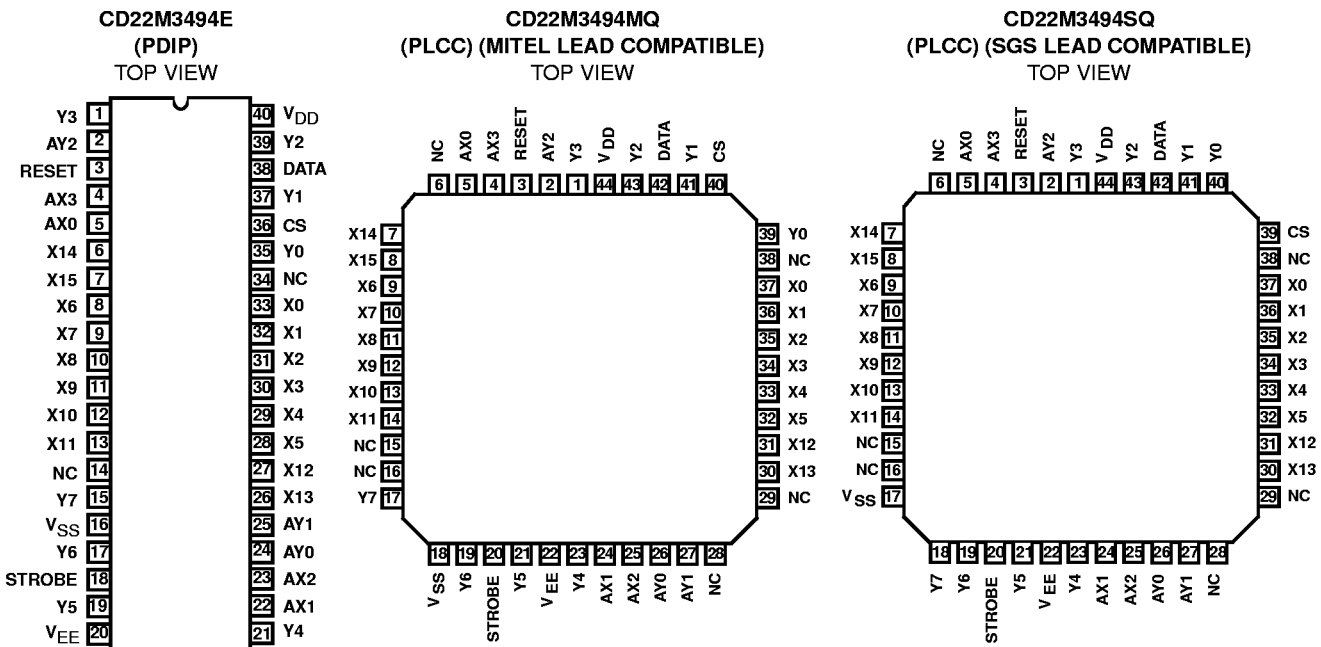 CD22M3494E
(PDIP)
TOP VIEW
Y3 1 40 VDD
AY2 2 39 Y2
RESET 3 38 DATA
AX3 4 37 Y1
AX0 5 36 CS
X14 6 35 Y0
X15 7 34 NC
X6 8 33 X0
X7 9 32 X1
X8 10 31 X2
X9 11 30 X3
X10 12 29 X4
X11 13 28 X5
NC 14 27 X12
Y7 15 26 X13
VSS 16 25 AY1
Y6 17 24 AY0
STROBE 18 23 AX2
Y5 19 22 AX1
VEE 20 21 Y4
CD22M3494MQ
(PLCC) (MITEL LEAD COMPATIBLE)
TOP VIEW
NC AX0 AX3 RESET AY2 Y3 VDD Y2 DATA Y1 CS
6 5 4 3 2 1 44 43 42 41 40
X14 7 39 Y0
X15 8 38 NC
X6 9 37 X0
X7 10 36 X1
X8 11 35 X2
X9 12 34 X3
X10 13 33 X4
X11 14 32 X5
NC 15 31 X12
NC 16 30 X13
Y7 17 29 NC
18 19 20 21 22 23 24 25 26 27 28
VSS Y6 STROBE Y5 VEE Y4 AX1 AX2 AY0 AY1 NC
CD22M3494SQ
(PLCC) (SGS LEAD COMPATIBLE)
TOP VIEW
NC AX0 AX3 RESET AY2 Y3 VDD Y2 DATA Y1 Y0
6 5 4 3 2 1 44 43 42 41 40
X14 7 39 CS
X15 8 38 NC
X6 9 37 X0
X7 10 36 X1
X8 11 35 X2
X9 12 34 X3
X10 13 33 X4
X11 14 32 X5
NC 15 31 X12
NC 16 30 X13
VSS 17 29 NC
18 19 20 21 22 23 24 25 26 27 28
Y7 Y6 STROBE Y5 VEE Y4 AX1 AX2 AY0 AY1 NC